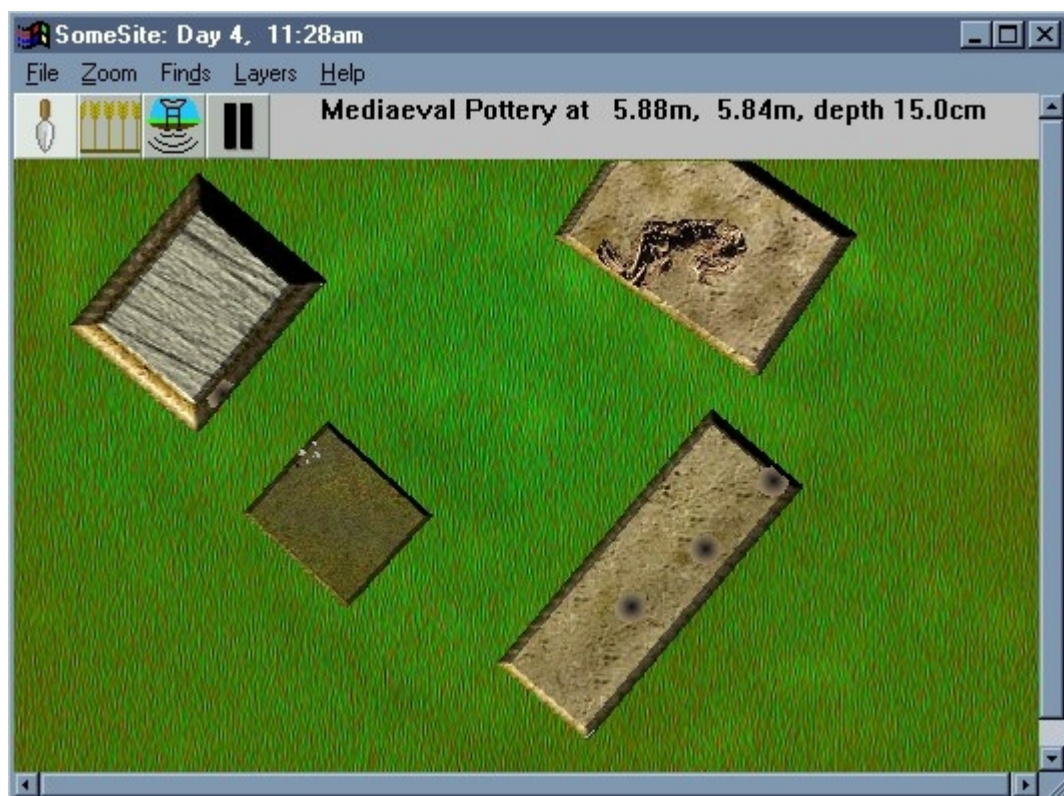 SomeSite: Day 4, 11:28am
File Zoom Finds Layers Help
Mediaeval Pottery at 5.88m, 5.84m, depth 15.0cm